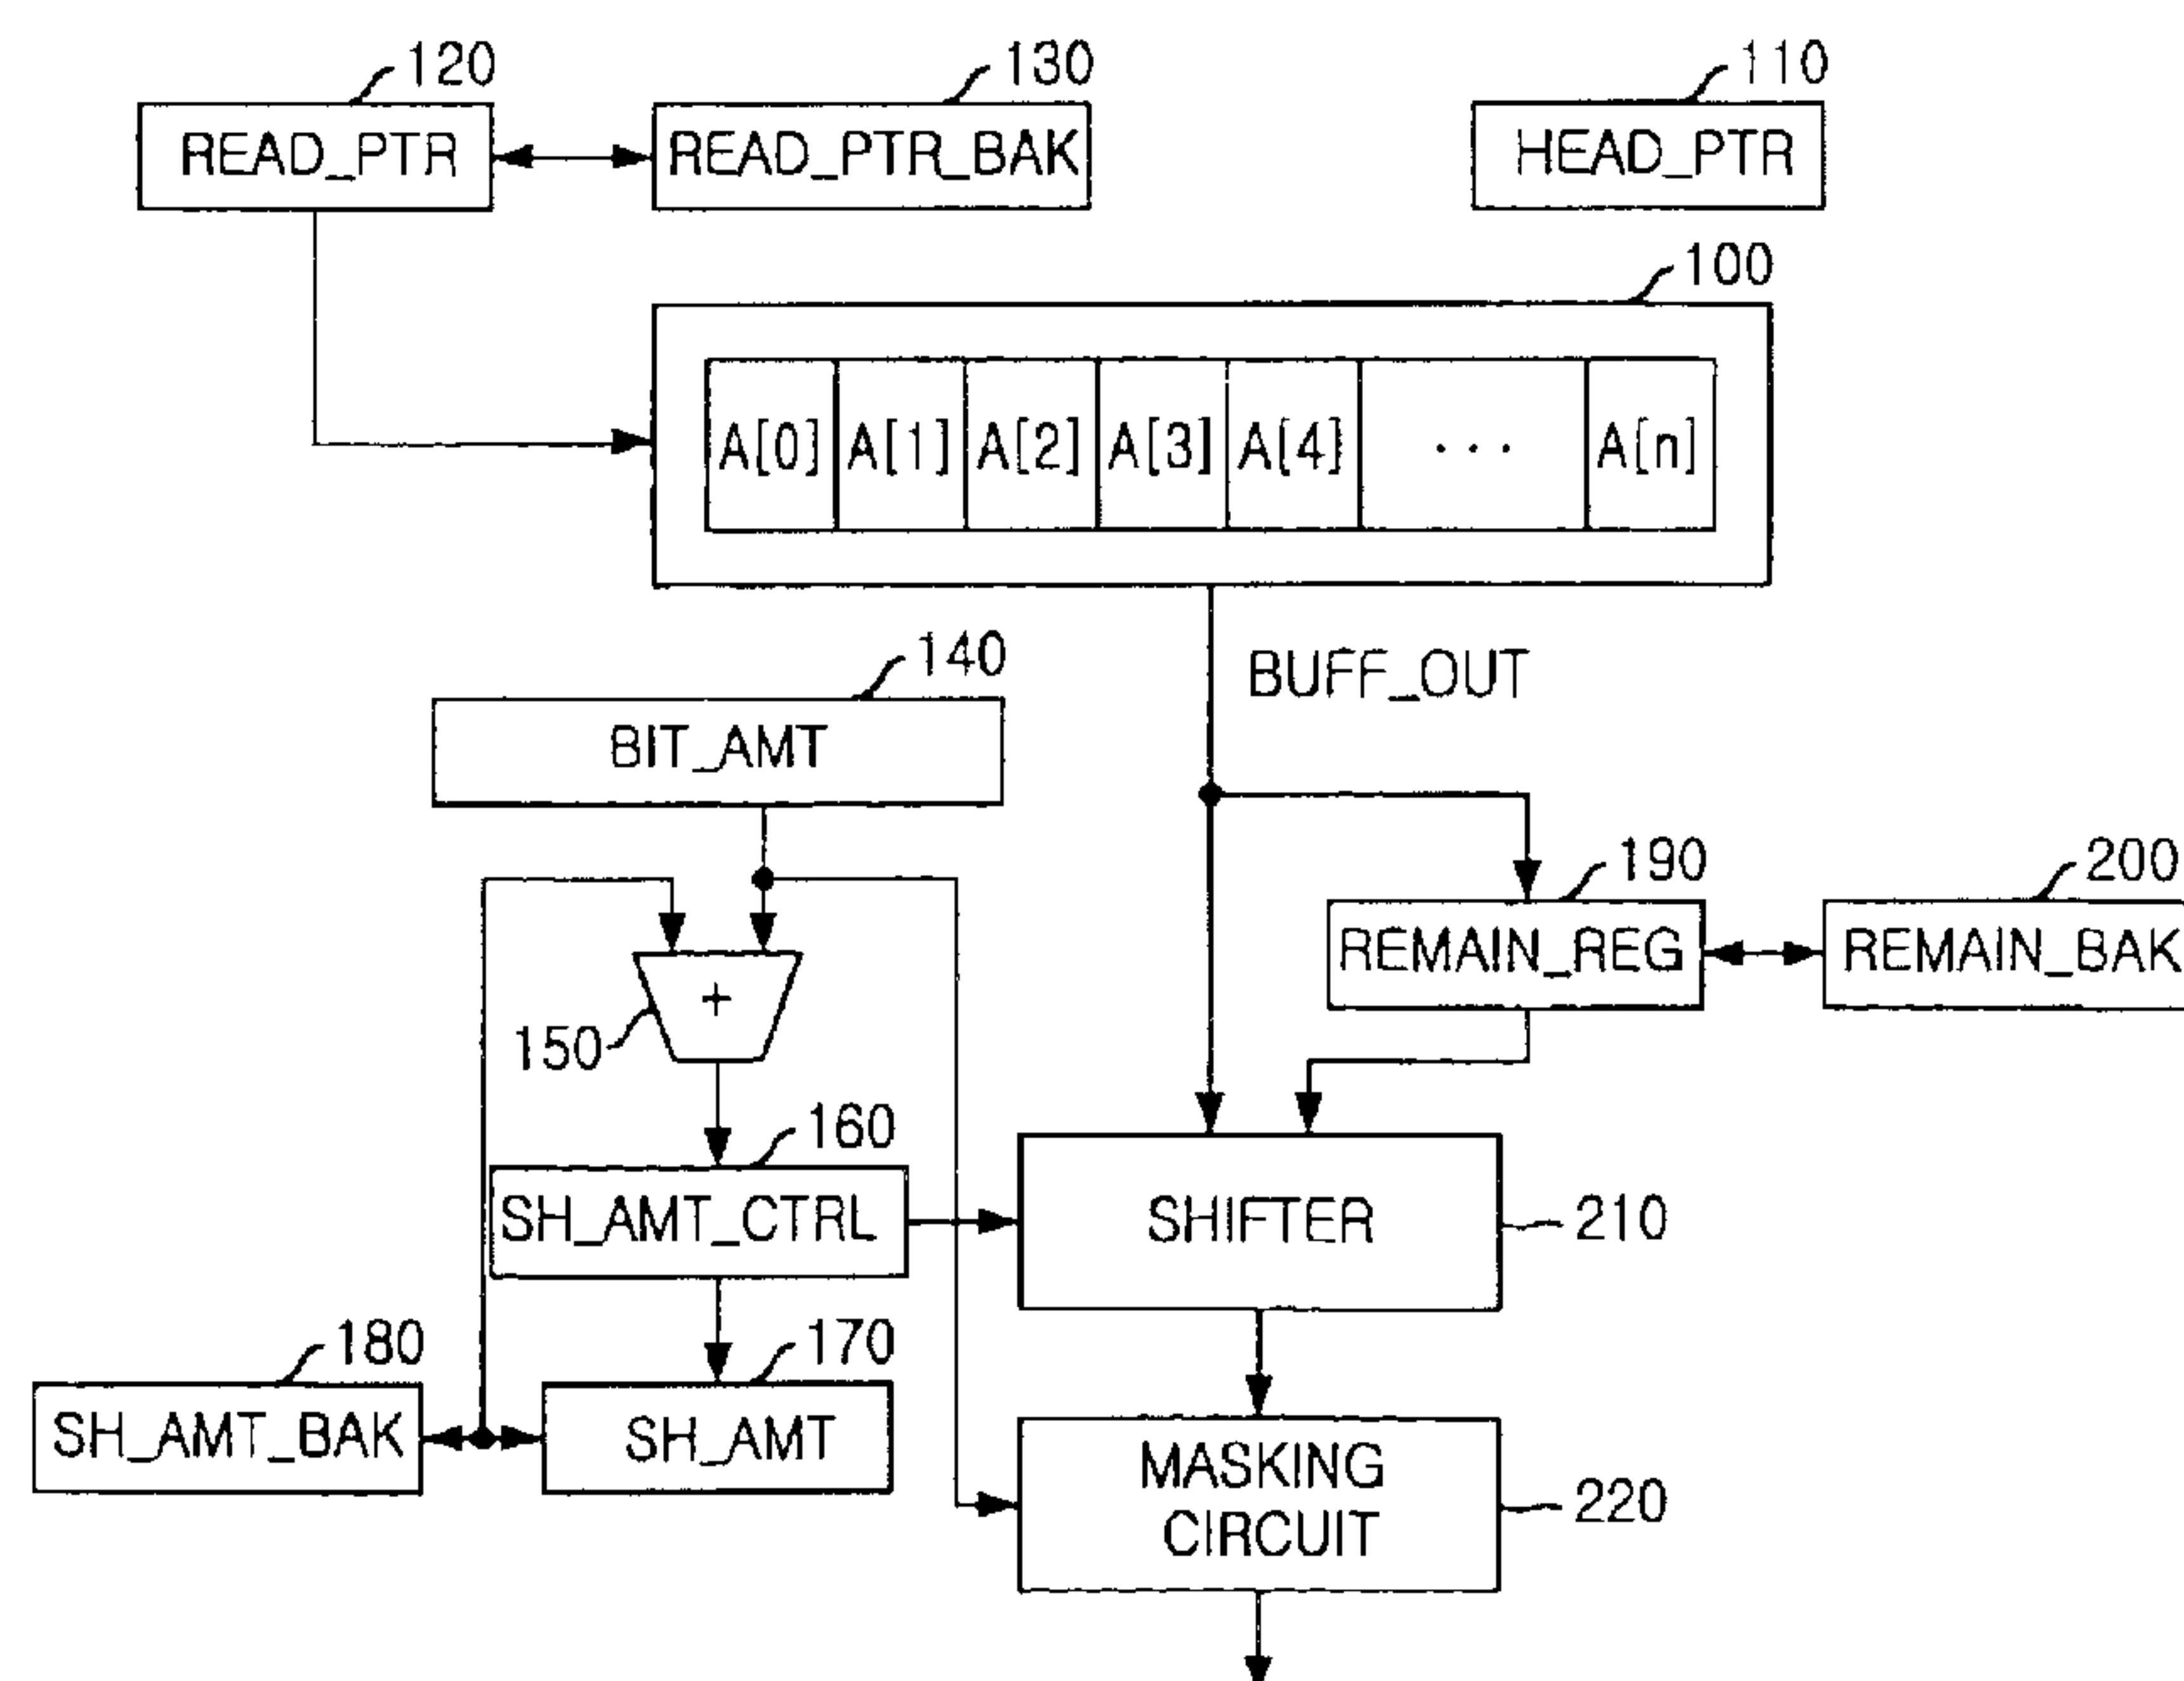 120
130
110
READ_PTR
READ_PTR_BAK
HEAD_PTR
100
A[0]
A[1]
A[2]
A[3]
A[4]
...
A[n]
140
BUFF_OUT
BIT_AMT
190
200
REMAIN_REG
REMAIN_BAK
+
150
160
SH_AMT_CTRL
SHIFTER
210
180
170
SH_AMT_BAK
SH_AMT
MASKING
CIRCUIT
220